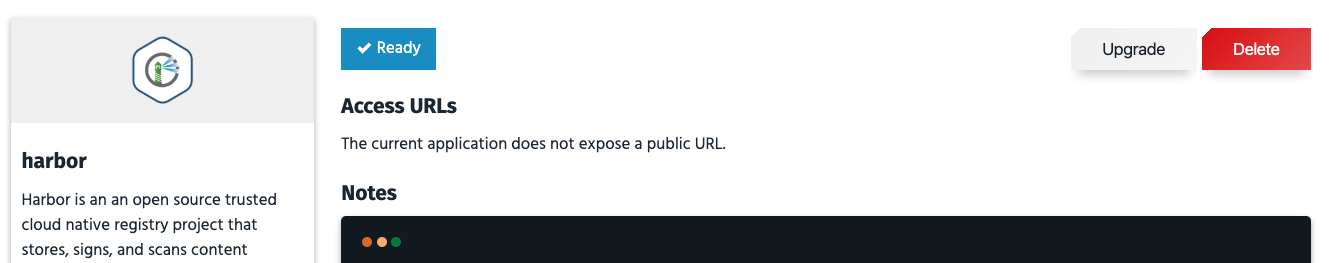 Ready
Upgrade
Delete
Access URLs
The current application does not expose a public URL.
harbor
Notes
Harbor is an an open source trusted
cloud native registry project that
stores, signs, and scans content